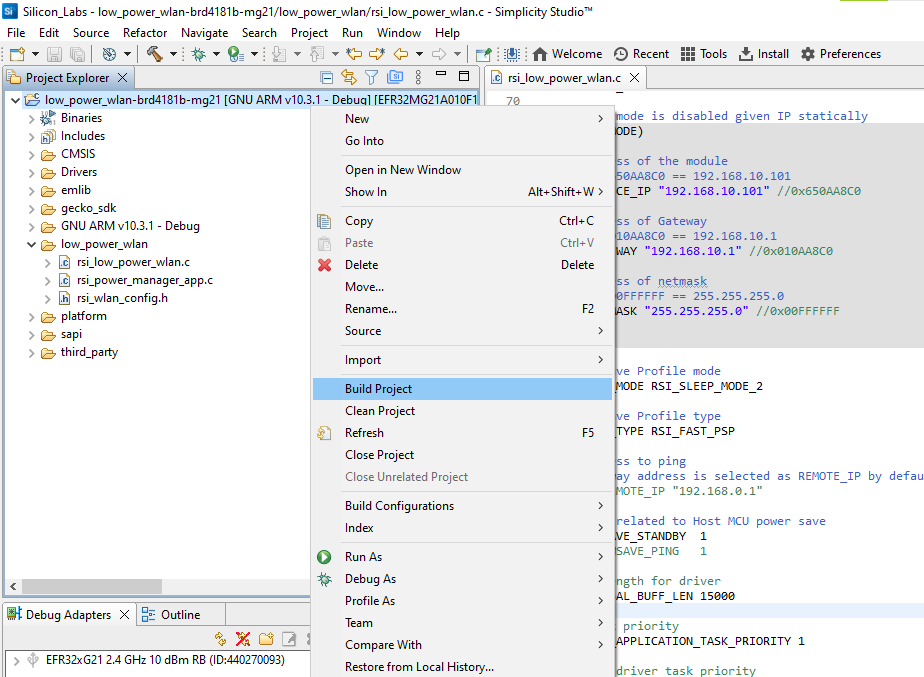 Silicon_Labs - low_power_wlan-brd4181b-mg21/low_power_wlan/rsi_low_power_wlan.c - Simplicity Studio™
File Edit Source Refactor Navigate Search Project Run Window Help
Welcome Recent Tools Install Preferences
Project Explorer
rsi_low_power_wlan.c
low_power_wlan-brd4181b-mg21 [GNU ARM v10.3.1 - Debug] [EFR32MG21A010F1
Binaries
Includes
CMSIS
Drivers
emlib
gecko_sdk
GNU ARM v10.3.1 - Debug
low_power_wlan
rsi_low_power_wlan.c
rsi_power_manager_app.c
rsi_wlan_config.h
platform
sapi
third_party
New
Go Into
Open in New Window
Show In Alt+Shift+W
Copy Ctrl+C
Paste Ctrl+V
Delete Delete
Move...
Rename... F2
Source
Import
Build Project
Clean Project
Refresh F5
Close Project
Close Unrelated Project
Build Configurations
Index
Run As
Debug As
Profile As
Team
Compare With
Restore from Local History...
70
mode is disabled given IP statically
ODE)
ss of the module
50AA8C0 == 192.168.10.101
CE_IP "192.168.10.101" //0x650AA8C0
ss of Gateway
10AA8C0 == 192.168.10.1
WAY "192.168.10.1" //0x010AA8C0
ss of netmask
0FFFFFF == 255.255.255.0
ASK "255.255.255.0" //0x00FFFFFF
ve Profile mode
MODE RSI_SLEEP_MODE_2
ve Profile type
TYPE RSI_FAST_PSP
ss to ping
ay address is selected as REMOTE_IP by defau
MOTE_IP "192.168.0.1"
related to Host MCU power save
VE_STANDBY 1
SAVE_PING 1
ngth for driver
AL_BUFF_LEN 15000
priority
APPLICATION_TASK_PRIORITY 1
driver task priority
Debug Adapters
Outline
EFR32xG21 2.4 GHz 10 dBm RB (ID:440270093)